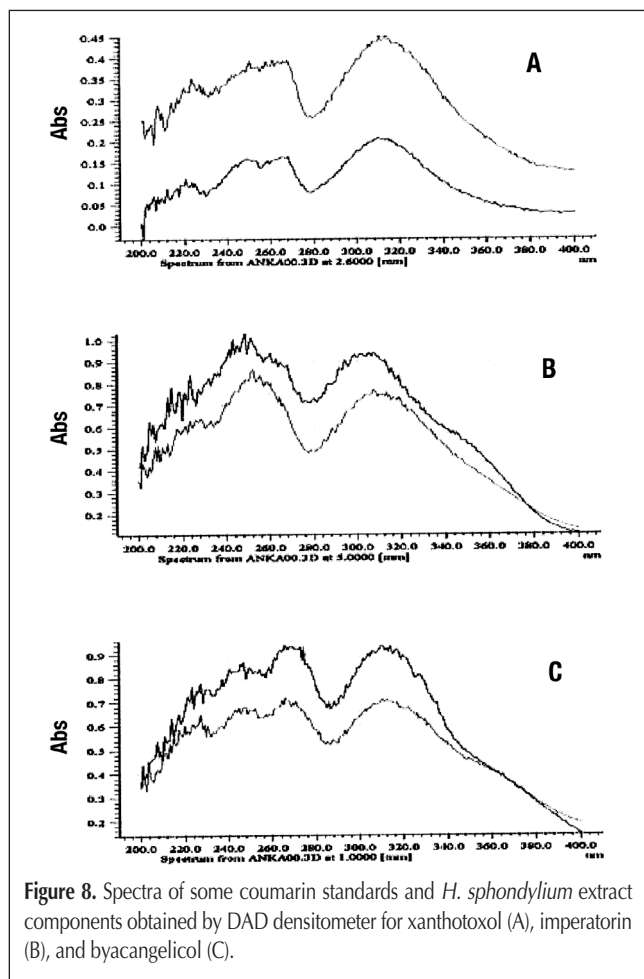 A
Abs
0.45
0.4
0.35
0.3
0.25
0.2
0.15
0.1
0.05
0.0
200.0 220.0 240.0 260.0 280.0 300.0 320.0 340.0 360.0 380.0 400.0
Spectrum from ANKA00.3D at 2.6000 [mm] nm
B
Abs
1.0
0.9
0.8
0.7
0.6
0.5
0.4
0.3
0.2
200.0 220.0 240.0 260.0 280.0 300.0 320.0 340.0 360.0 380.0 400.0
Spectrum from ANKA00.3D at 5.0000 [mm] nm
C
Abs
0.9
0.8
0.7
0.6
0.5
0.4
0.3
0.2
200.0 220.0 240.0 260.0 280.0 300.0 320.0 340.0 360.0 380.0 400.0
Spectrum from ANKA00.3D at 1.0000 [mm] nm
Figure 8. Spectra of some coumarin standards and H. sphondylium extract
components obtained by DAD densitometer for xanthotoxol (A), imperatorin
(B), and byacangelicol (C).